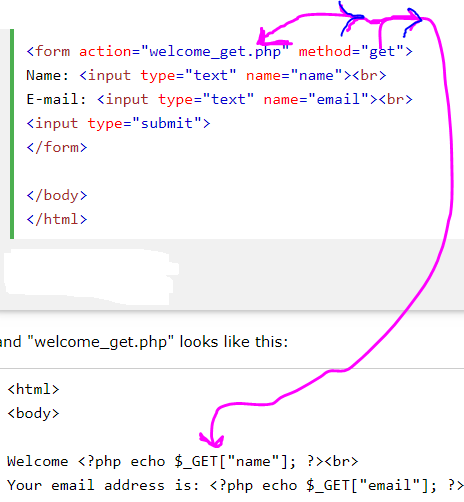 <form action="welcome_get.php" method="get">
Name: <input type="text" name="name"><br>
E-mail: <input type="text" name="email"><br>
<input type="submit">
</form>
</body>
</html>
and "welcome_get.php" looks like this:
<html>
<body>
Welcome <?php echo $_GET["name"]; ?><br>
Your email address is: <?php echo $_GET["email"]; ?>